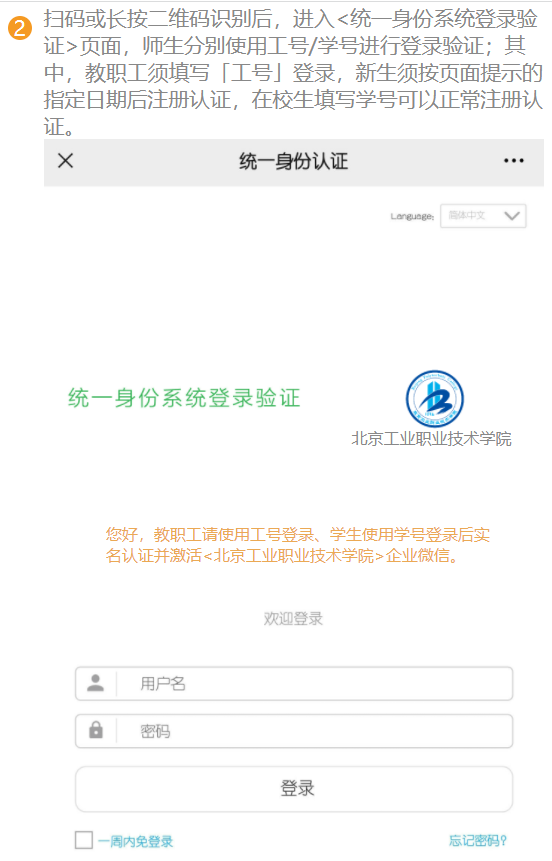 2 扫码或长按二维码识别后，进入<统一身份系统登录验
证>页面，师生分别使用工号/学号进行登录验证；其
中，教职工须填写「工号」登录，新生须按页面提示的
指定日期后注册认证，在校生填写学号可以正常注册认
证。
统一身份认证
Language: 简体中文
统一身份系统登录验证
北京工业职业技术学院
您好，教职工请使用工号登录、学生使用学号登录后实
名认证并激活<北京工业职业技术学院>企业微信。
欢迎登录
用户名
密码
登录
一周内免登录 忘记密码?